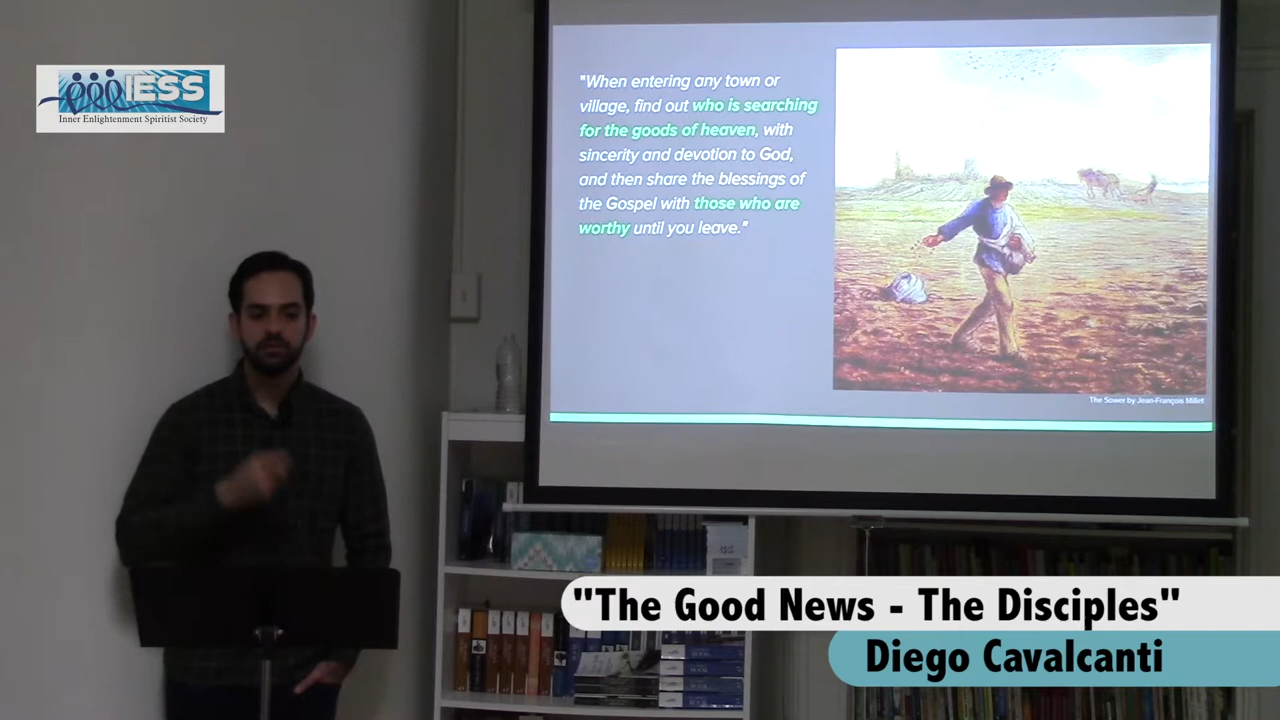 IESS
Inner Enlightenment Spiritist Society
"When entering any town or
village, find out who is searching
for the goods of heaven, with
sincerity and devotion to God,
and then share the blessings of
the Gospel with those who are
worthy until you leave."
The Sower by Jean-François Millet
"The Good News - The Disciples"
Diego Cavalcanti